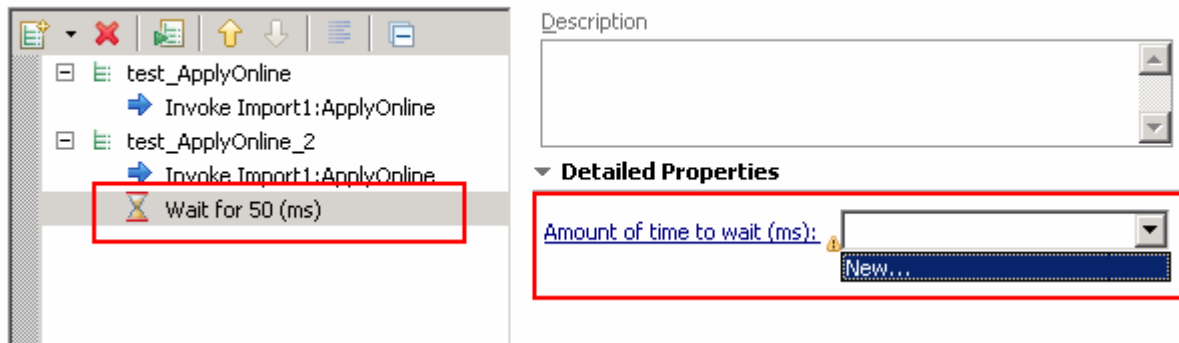 test_ApplyOnline
Invoke Import1:ApplyOnline
test_ApplyOnline_2
Invoke Import1:ApplyOnline
Wait for 50 (ms)
Description
Detailed Properties
Amount of time to wait (ms):
New...